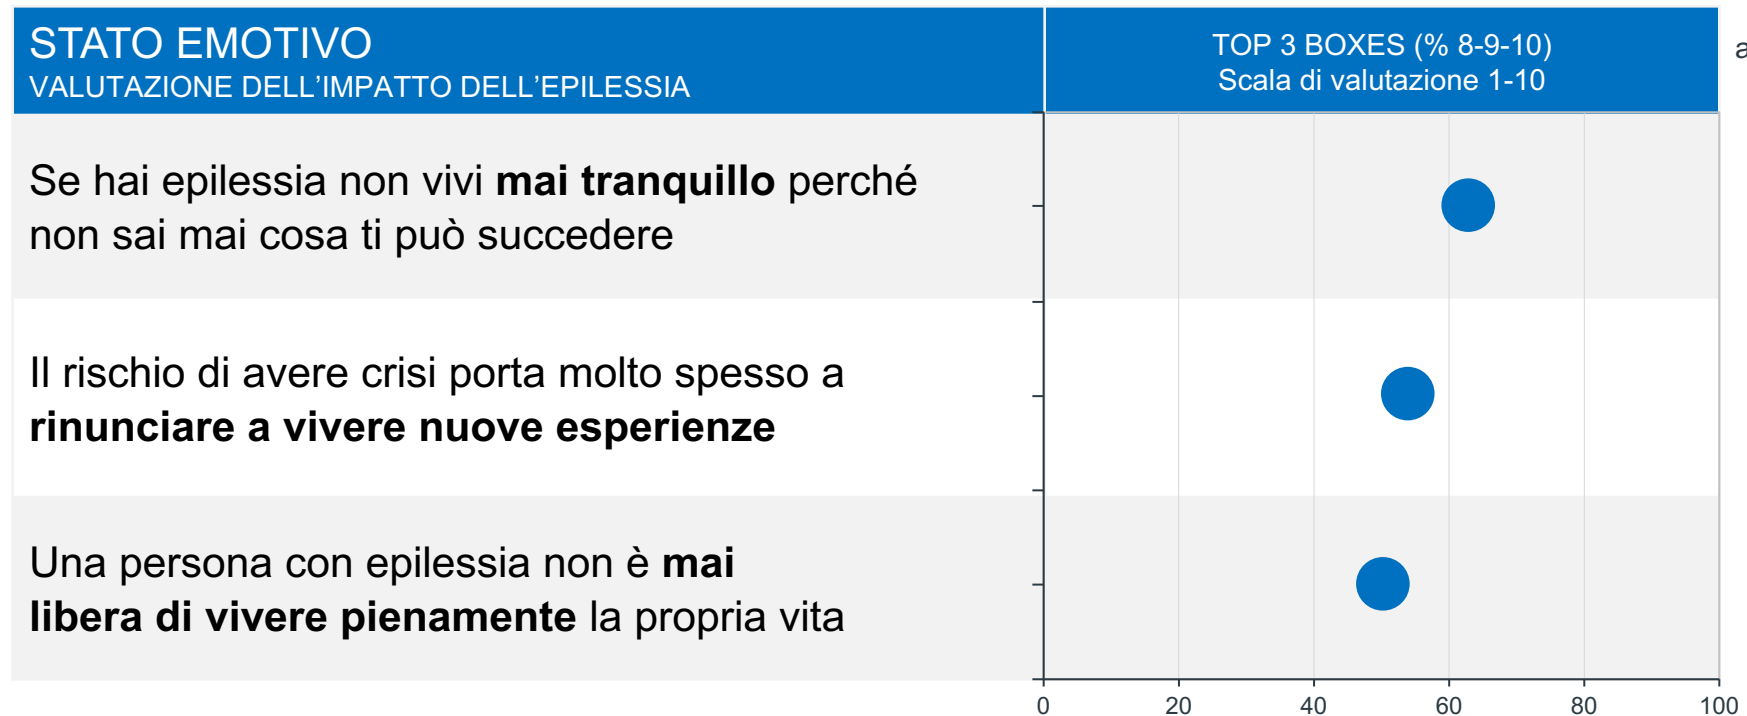 STATO EMOTIVO
VALUTAZIONE DELL'IMPATTO DELL'EPILESSIA
TOP 3 BOXES (% 8-9-10)
Scala di valutazione 1-10
a
Se hai epilessia non vivi mai tranquillo perché
non sai mai cosa ti può succedere
Il rischio di avere crisi porta molto spesso a
rinunciare a vivere nuove esperienze
Una persona con epilessia non è mai
libera di vivere pienamente la propria vita
0 20 40 60 80 100